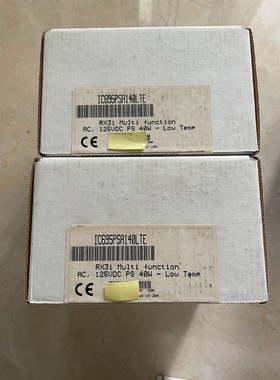 IC695PSA140LTE
RX3i Multi function
AC, 125VDC PS 40W - Low Temp
CE
IC695PSA140LTE
RX3i Multi function
AC, 125VDC PS 40W - Low Temp
CE